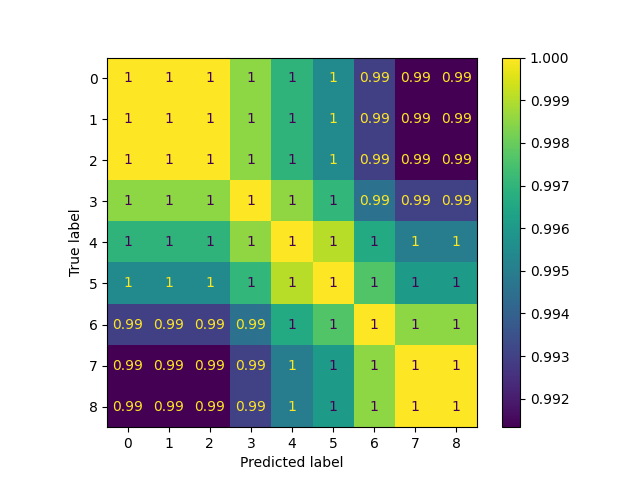 0 1 1 1 1 1 1 0.99 0.99 0.99
1 1 1 1 1 1 1 0.99 0.99 0.99
2 1 1 1 1 1 1 0.99 0.99 0.99
3 1 1 1 1 1 1 0.99 0.99 0.99
4 1 1 1 1 1 1 1 1 1
5 1 1 1 1 1 1 1 1 1
6 0.99 0.99 0.99 0.99 1 1 1 1 1
7 0.99 0.99 0.99 0.99 1 1 1 1 1
8 0.99 0.99 0.99 0.99 1 1 1 1 1
0 1 2 3 4 5 6 7 8
Predicted label
True label
1.000
0.999
0.998
0.997
0.996
0.995
0.994
0.993
0.992